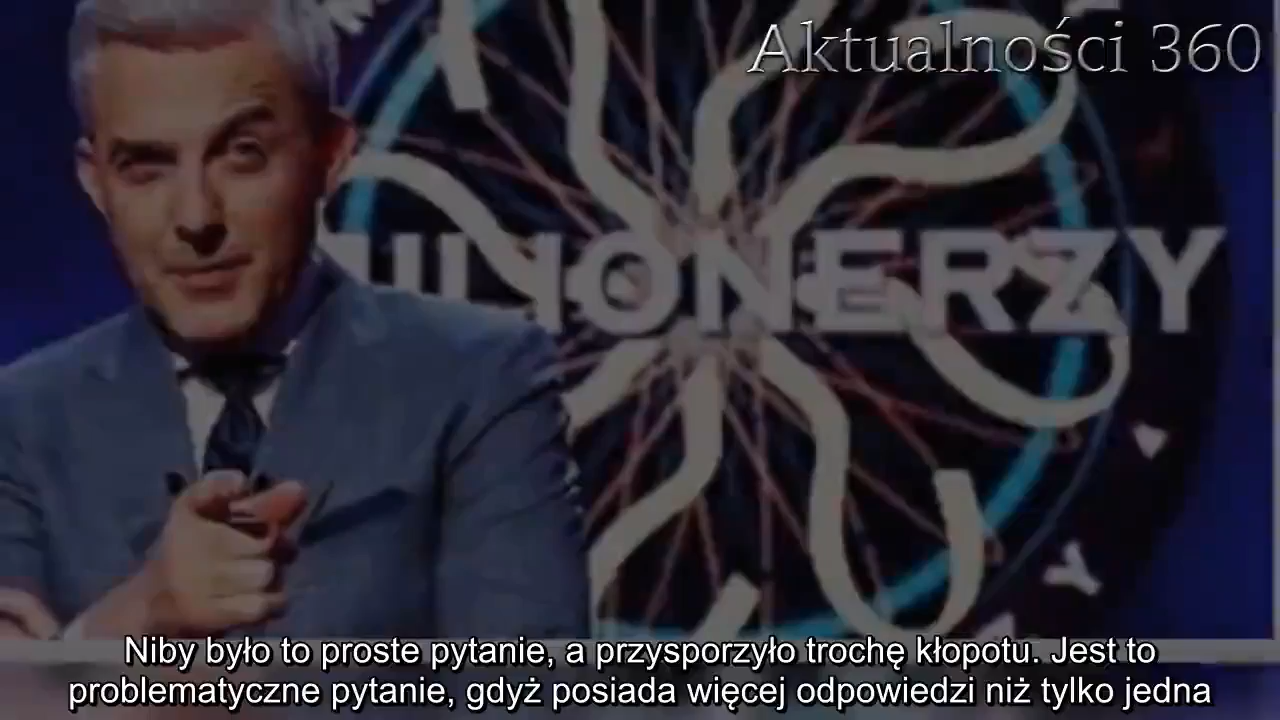 Aktualności 360
MILIONERZY
Niby było to proste pytanie, a przysporzyło trochę kłopotu. Jest to
problematyczne pytanie, gdyż posiada więcej odpowiedzi niż tylko jedna